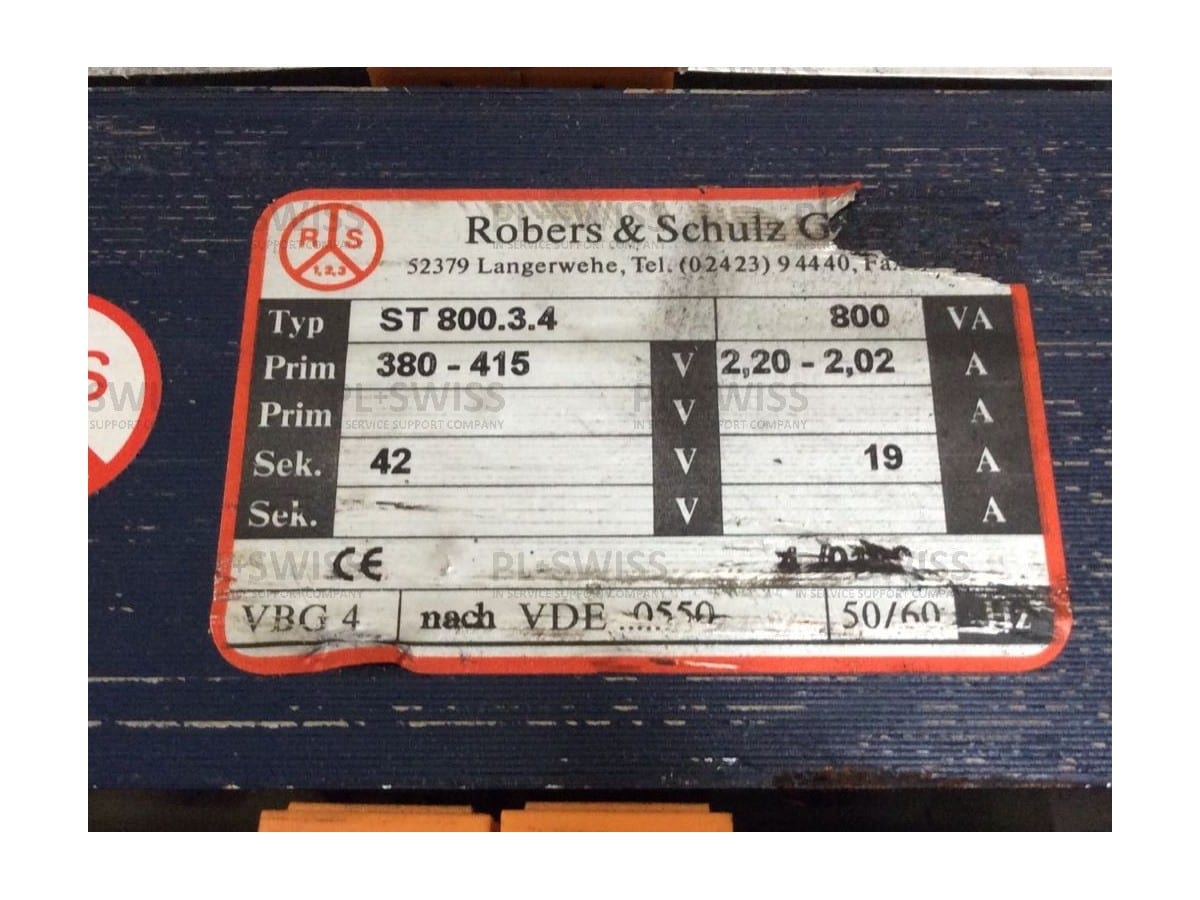 R S
1,2,3
Robers & Schulz
52379 Langerwehe, Tel. (02423) 94440, Fax
Typ ST 800.3.4 800 VA
Prim 380 - 415 V 2,20 - 2,02 A
Prim V A
Sek. 42 V 19 A
Sek. V A
CE
VBG 4 nach VDE 0550 50/60 Hz
S
PL+SWISS
IN SERVICE SUPPORT COMPANY